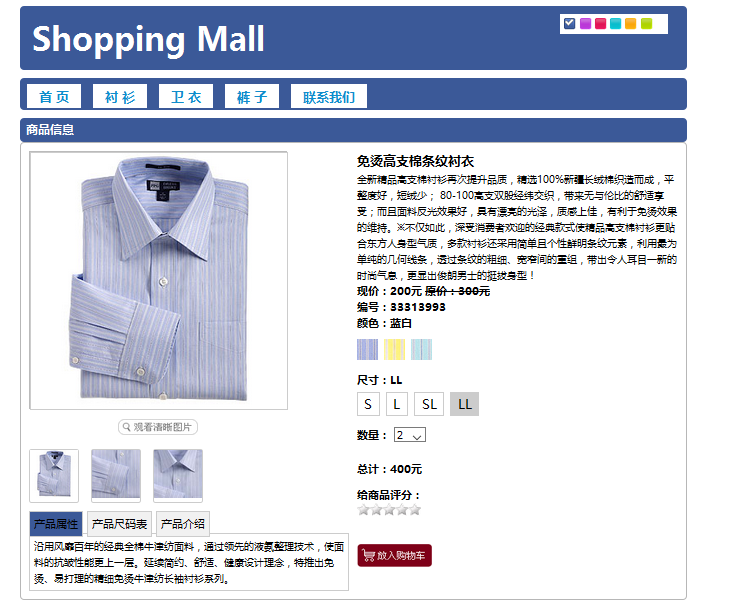 Shopping Mall
首 页 衬 衫 卫 衣 裤 子 联系我们
商品信息
免烫高支棉条纹衬衣
全新精品高支棉衬衫再次提升品质，精选100%新疆长绒棉织造而成，平
整度好，短绒少； 80-100高支双股经纬交织，带来无与伦比的舒适享
受；而且面料反光效果好，具有漂亮的光泽，质感上佳，有利于免烫效果
的维持。※不仅如此，深受消费者欢迎的经典款式使精品高支棉衬衫更贴
合东方人身型气质，多款衬衫还采用简单且个性鲜明条纹元素，利用最为
单纯的几何线条，透过条纹的粗细、宽窄间的重组，带出令人耳目一新的
时尚气息，更显出俊朗男士的挺拔身型！
现价：200元 原价：300元
编号：33313993
颜色：蓝白
尺寸：LL
S L SL LL
数量： 2
总计：400元
给商品评分：
放入购物车
观看清晰图片
产品属性 产品尺码表 产品介绍
沿用风靡百年的经典全棉牛津纺面料，通过领先的液氨整理技术，使面
料的抗皱性能更上一层。延续简约、舒适、健康设计理念，特推出免
烫、易打理的精细免烫牛津纺长袖衬衫系列。